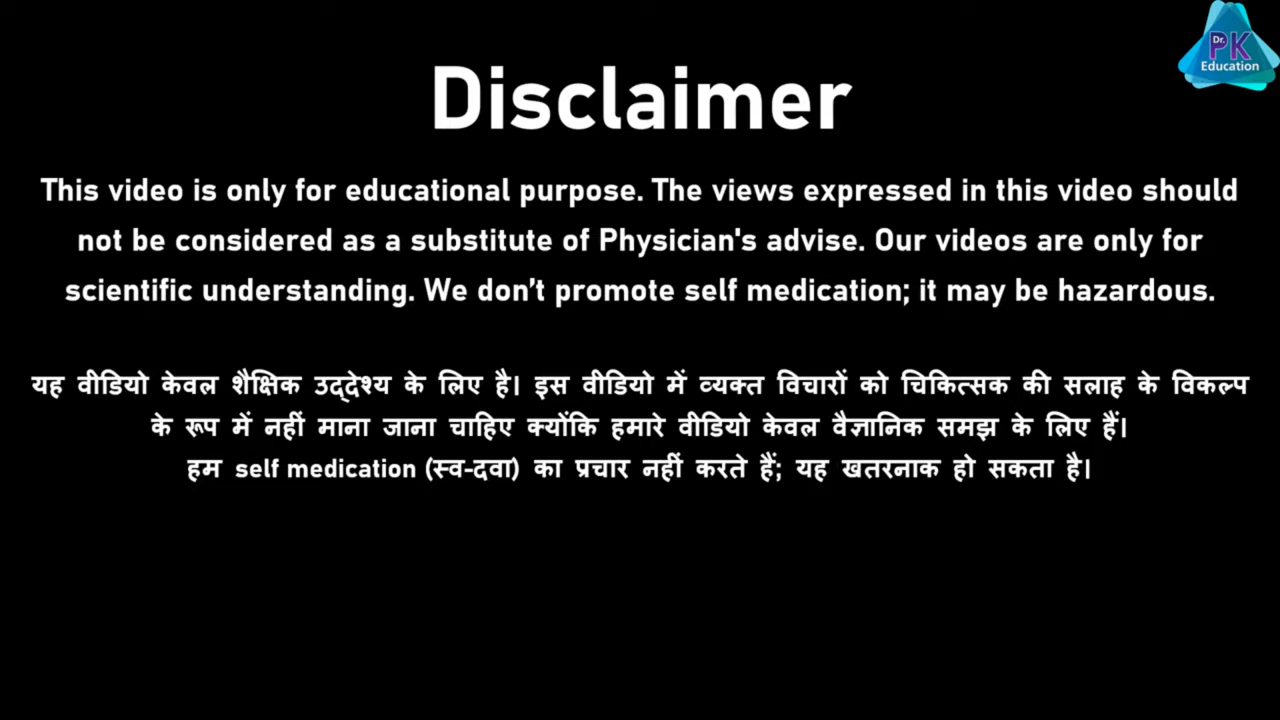 Dr.
PK
Education
Disclaimer
This video is only for educational purpose. The views expressed in this video should
not be considered as a substitute of Physician's advise. Our videos are only for
scientific understanding. We don’t promote self medication; it may be hazardous.
यह वीडियो केवल शैक्षिक उद्देश्य के लिए है। इस वीडियो में व्यक्त विचारों को चिकित्सक की सलाह के विकल्प
के रूप में नहीं माना जाना चाहिए क्योंकि हमारे वीडियो केवल वैज्ञानिक समझ के लिए हैं।
हम self medication (स्व-दवा) का प्रचार नहीं करते हैं; यह खतरनाक हो सकता है।